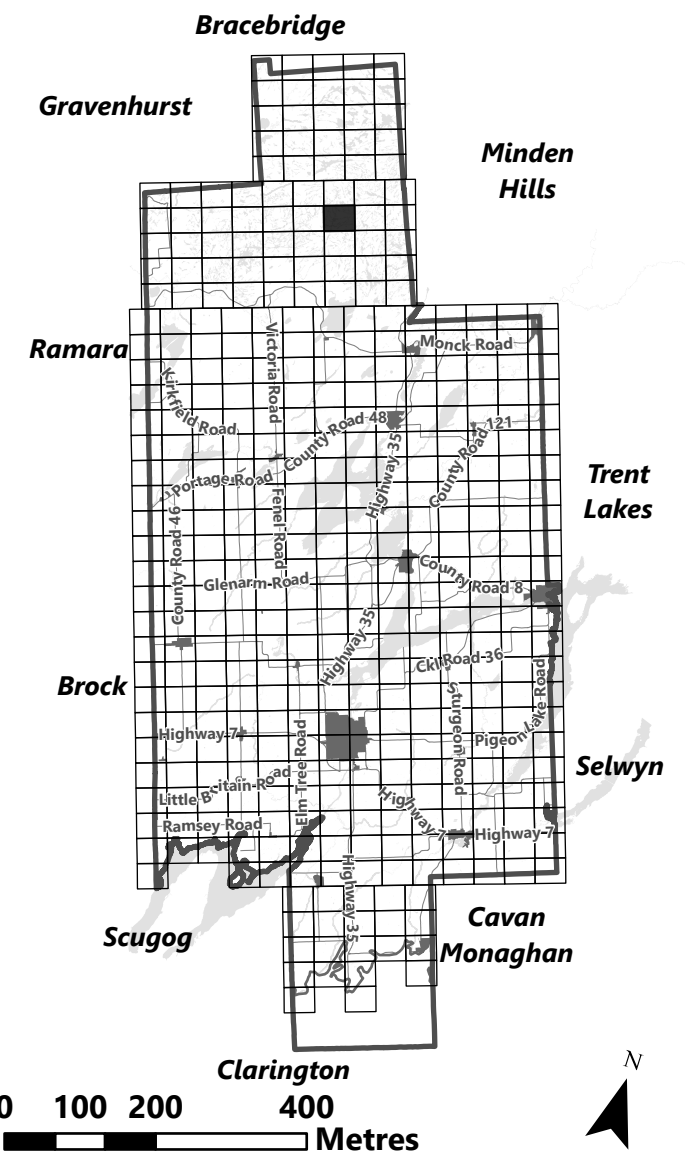 Bracebridge
Gravenhurst
Minden
Hills
Ramara
Monck Road
Victoria Road
Kirkfield Road
County Road 48
County Road 121
Highway 35
Portage Road
Trent
Lakes
County Road 46
Fenel Road
Glenarm Road
County Road 8
Highway 35
Ckl Road 36
Brock
Sturgeon Road
Pigeon Lake Road
Highway 7
Elm Tree Road
Selwyn
Little Britain Road
Highway 7
Highway 7
Ramsey Road
Highway 35
Scugog
Cavan
Monaghan
Clarington
N
0 100 200 400
Metres